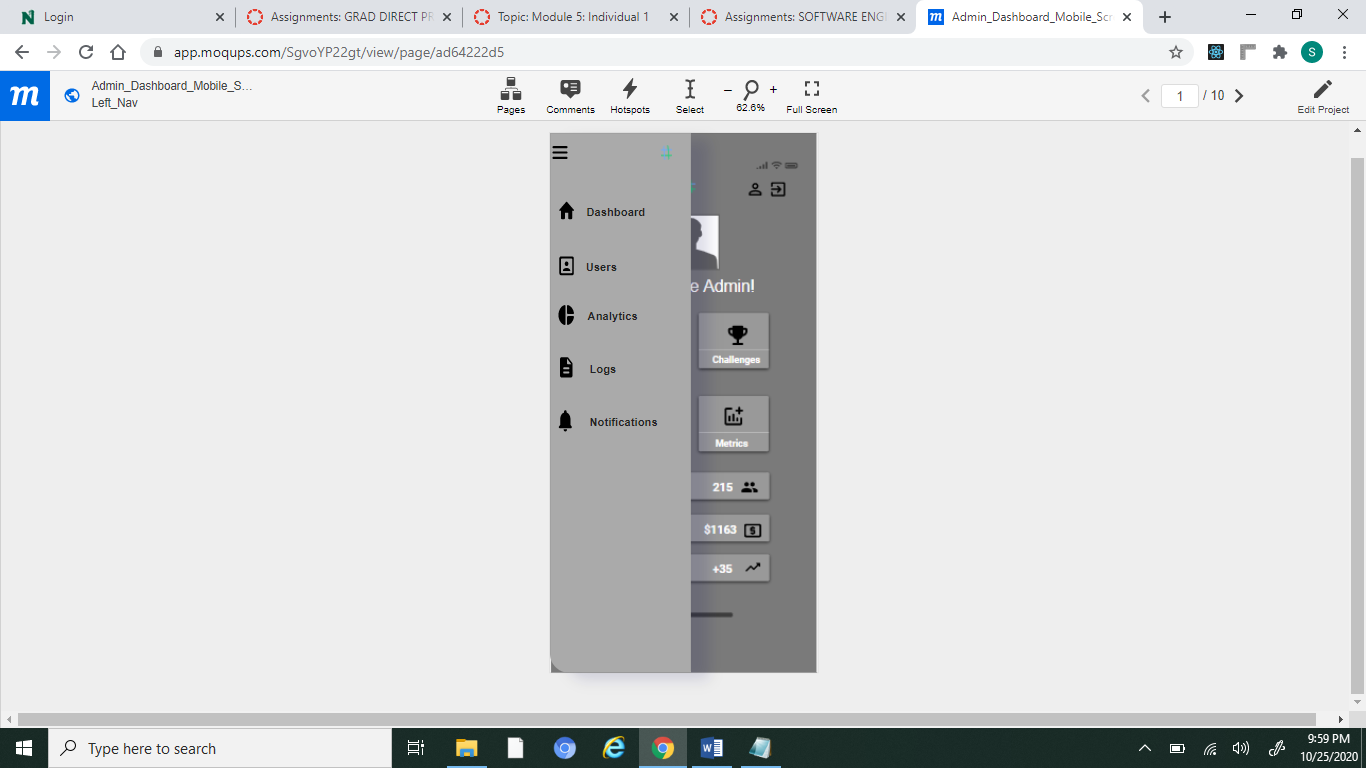 Login
Assignments: GRAD DIRECT PR
Topic: Module 5: Individual 1
Assignments: SOFTWARE ENG
Admin_Dashboard_Mobile_Scr
app.moqups.com/SgvoYP22gt/view/page/ad64222d5
S
m
Admin_Dashboard_Mobile_S...
Left_Nav
Pages
Comments
Hotspots
Select
62.6%
Full Screen
1 / 10
Edit Project
Dashboard
Users
Analytics
Logs
Notifications
e Admin!
Challenges
Metrics
215
$1163
+35
Type here to search
9:59 PM
10/25/2020